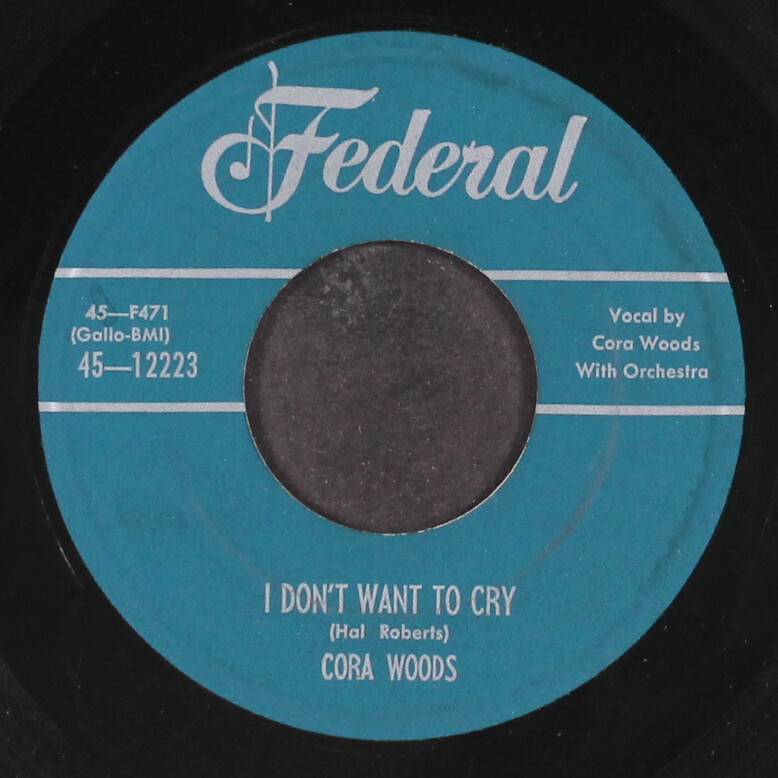 Federal
45—F471
(Gallo-BMI)
45—12223
Vocal by
Cora Woods
With Orchestra
I DON'T WANT TO CRY
(Hal Roberts)
CORA WOODS